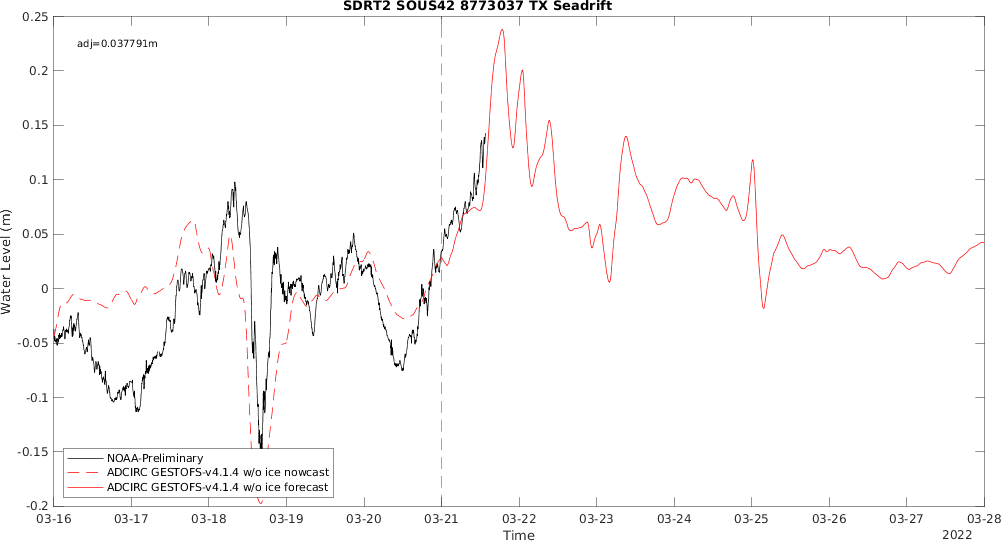 SDRT2 SOUS42 8773037 TX Seadrift
adj=0.037791m
Water Level (m)
0.25
0.2
0.15
0.1
0.05
0
-0.05
-0.1
-0.15
-0.2
NOAA-Preliminary
ADCIRC GESTOFS-v4.1.4 w/o ice nowcast
ADCIRC GESTOFS-v4.1.4 w/o ice forecast
03-16 03-17 03-18 03-19 03-20 03-21 03-22 03-23 03-24 03-25 03-26 03-27 03-28
Time
2022